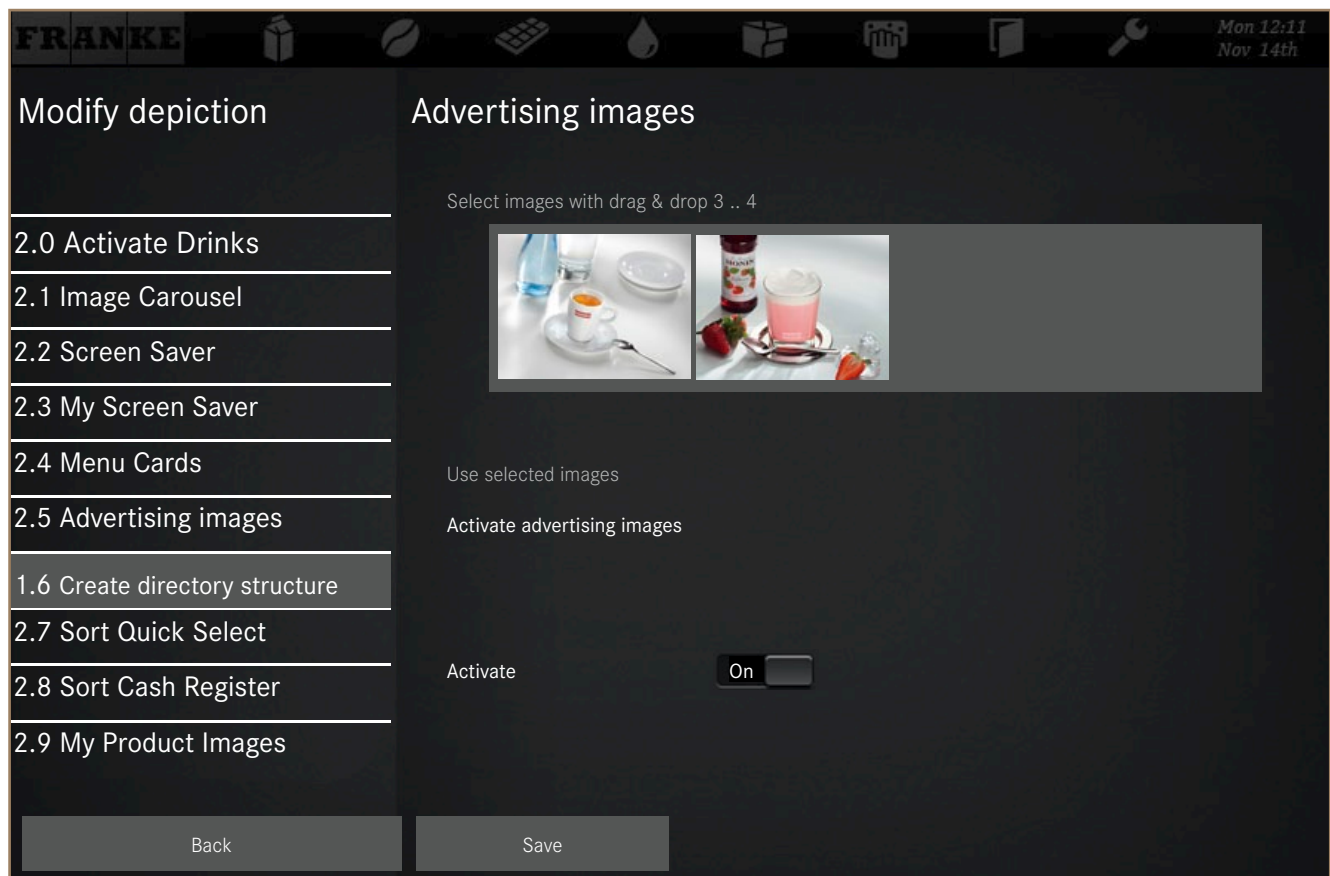 FRANKE
Mon 12:11
Nov 14th
Modify depiction
2.0 Activate Drinks
2.1 Image Carousel
2.2 Screen Saver
2.3 My Screen Saver
2.4 Menu Cards
2.5 Advertising images
1.6 Create directory structure
2.7 Sort Quick Select
2.8 Sort Cash Register
2.9 My Product Images
Advertising images
Select images with drag & drop 3 .. 4
MONIN
Use selected images
Activate advertising images
Activate
On
Back
Save